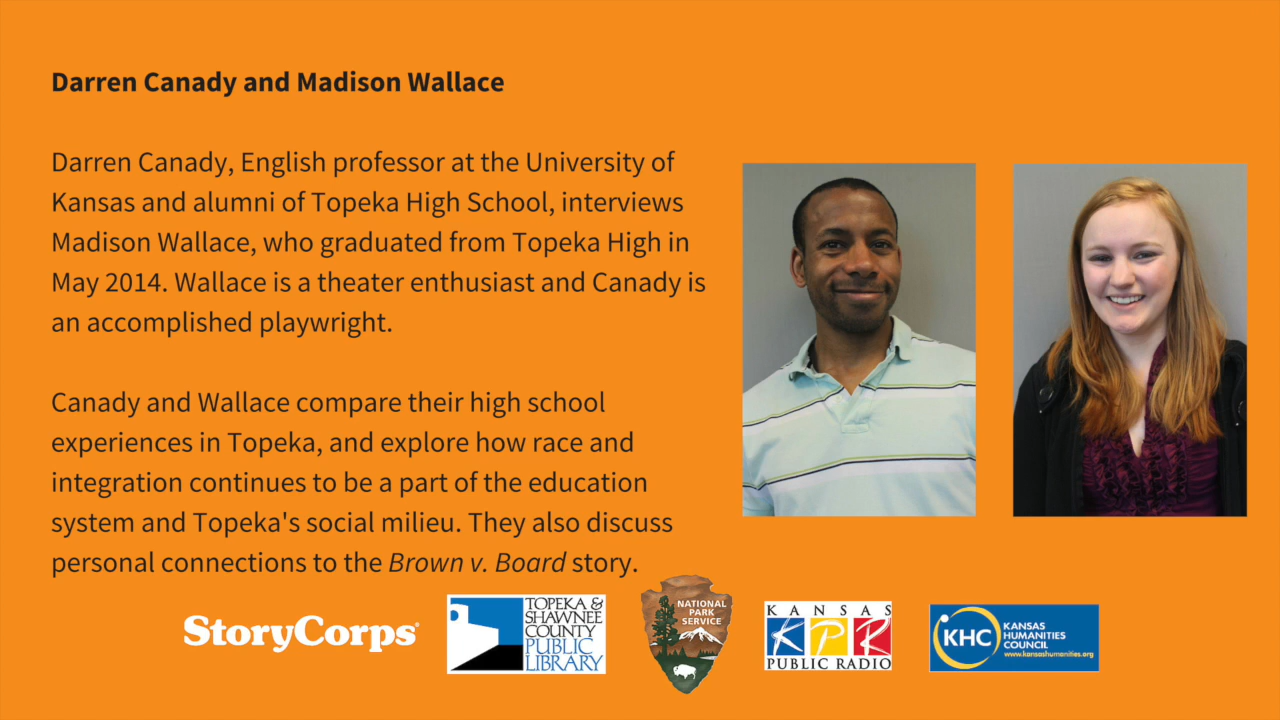 Darren Canady and Madison Wallace
Darren Canady, English professor at the University of
Kansas and alumni of Topeka High School, interviews
Madison Wallace, who graduated from Topeka High in
May 2014. Wallace is a theater enthusiast and Canady is
an accomplished playwright.
Canady and Wallace compare their high school
experiences in Topeka, and explore how race and
integration continues to be a part of the education
system and Topeka's social milieu. They also discuss
personal connections to the Brown v. Board story.
StoryCorps®
TOPEKA &
SHAWNEE
COUNTY
PUBLIC
LIBRARY
NATIONAL
PARK
SERVICE
KANSAS
KPR
PUBLIC RADIO
KHC
KANSAS
HUMANITIES
COUNCIL
www.kansashumanities.org